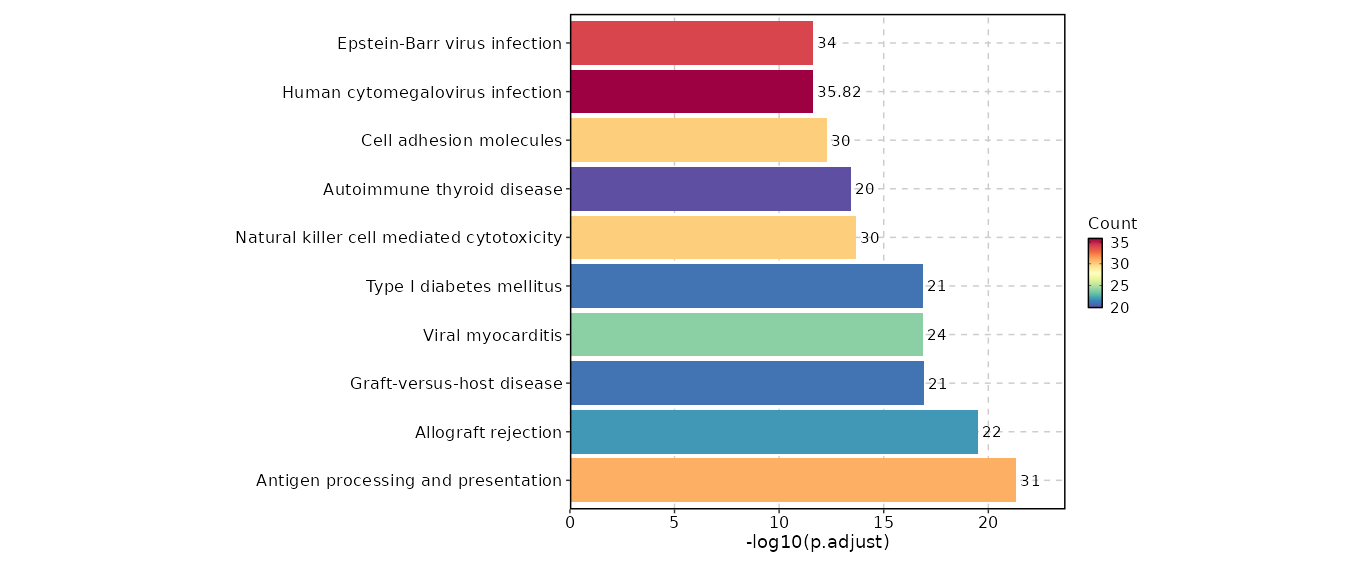 Epstein-Barr virus infection 34
Human cytomegalovirus infection 35.82
Cell adhesion molecules 30
Autoimmune thyroid disease 20
Natural killer cell mediated cytotoxicity 30
Type I diabetes mellitus 21
Viral myocarditis 24
Graft-versus-host disease 21
Allograft rejection 22
Antigen processing and presentation 31
0 5 10 15 20
-log10(p.adjust)
Count
35
30
25
20